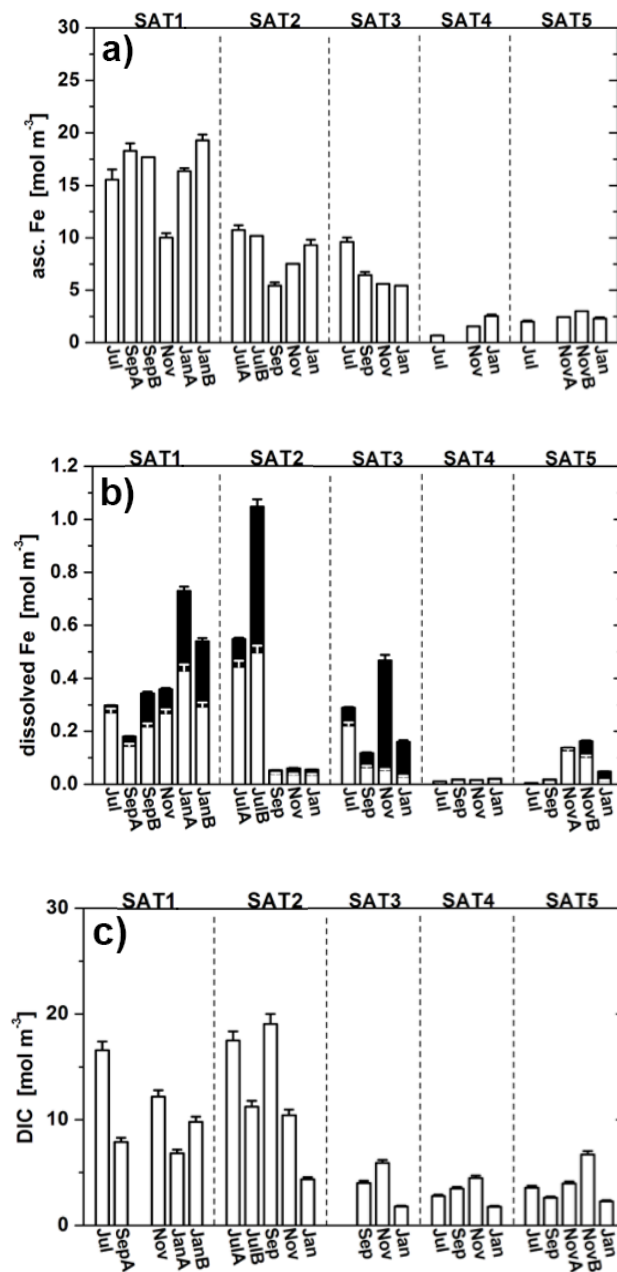 SAT1 SAT2 SAT3 SAT4 SAT5
a)
asc. Fe [mol m-3]
30
25
20
15
10
5
0
Jul SepA SepB Nov JanA JanB JulA JulB Sep Nov Jan Jul Sep Nov Jan Jul Nov Jan Jul NovA NovB Jan
SAT1 SAT2 SAT3 SAT4 SAT5
b)
dissolved Fe [mol m-3]
1.2
1.0
0.8
0.6
0.4
0.2
0.0
Jul SepA SepB Nov JanA JanB JulA JulB Sep Nov Jan Jul Sep Nov Jan Jul Sep Nov Jan Jul Sep NovA NovB Jan
SAT1 SAT2 SAT3 SAT4 SAT5
c)
DIC [mol m-3]
30
20
10
0
Jul SepA Nov JanA JanB JulA JulB Sep Nov Jan Sep Nov Jan Jul Sep Nov Jan Jul Sep NovA NovB Jan